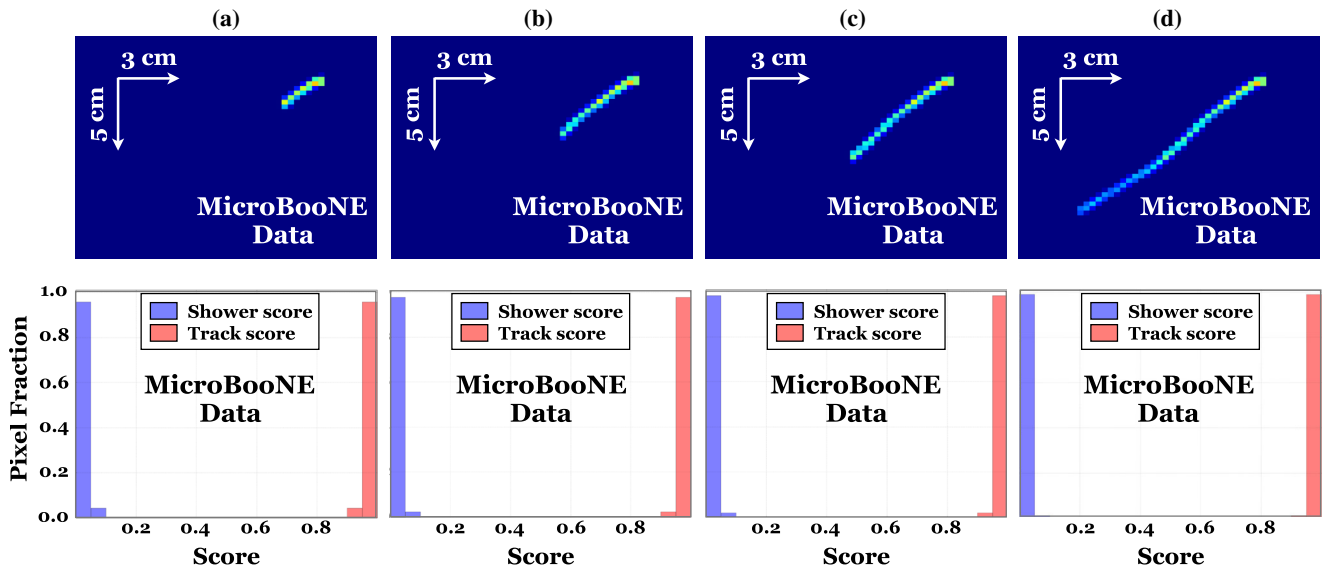 (a) (b) (c) (d)
3 cm 3 cm 3 cm 3 cm
5 cm 5 cm 5 cm 5 cm
MicroBooNE MicroBooNE MicroBooNE MicroBooNE
Data Data Data Data
1.0
0.8
0.6
0.4
0.2
0.0
Pixel Fraction
Shower score Shower score Shower score Shower score
Track score Track score Track score Track score
MicroBooNE MicroBooNE MicroBooNE MicroBooNE
Data Data Data Data
0.2 0.4 0.6 0.8 0.2 0.4 0.6 0.8 0.2 0.4 0.6 0.8 0.2 0.4 0.6 0.8
Score Score Score Score